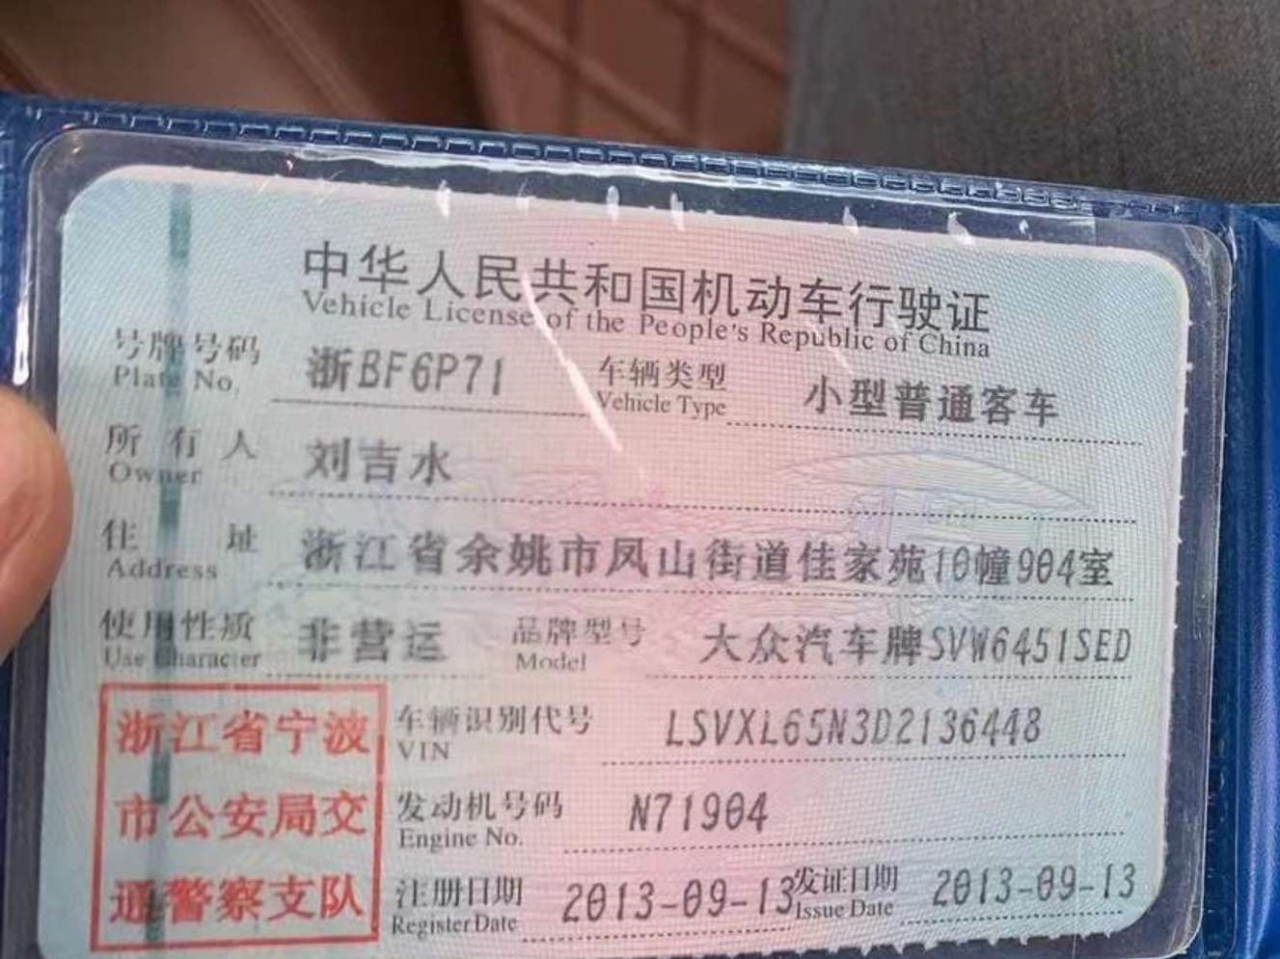 中华人民共和国机动车行驶证
Vehicle License of the People's Republic of China
号牌号码 浙BF6P71 车辆类型 小型普通客车
Plate No. Vehicle Type
所有人 刘吉水
Owner
住址 浙江省余姚市凤山街道佳家苑10幢904室
Address
使用性质 非营运 品牌型号 大众汽车牌SVW6451SED
Use Character Model
浙江省宁波
市公安局交
通警察支队
车辆识别代号 LSVXL65N3D2136448
VIN
发动机号码 N71904
Engine No.
注册日期 2013-09-13 发证日期 2013-09-13
Register Date Issue Date